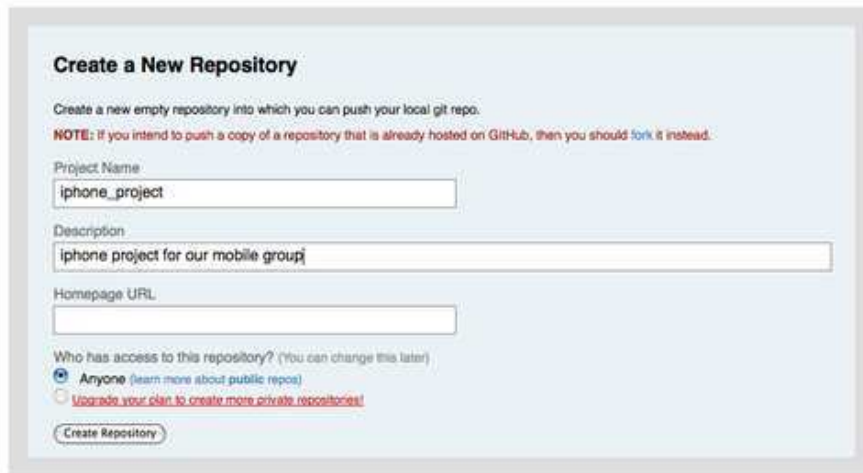 Create a New Repository
Create a new empty repository into which you can push your local git repo.
NOTE: If you intend to push a copy of a repository that is already hosted on GitHub, then you should fork it instead.
Project Name
iphone_project
Description
iphone project for our mobile group
Homepage URL
Who has access to this repository? (You can change this later)
Anyone (learn more about public repos)
Upgrade your plan to create more private repositories!
Create Repository